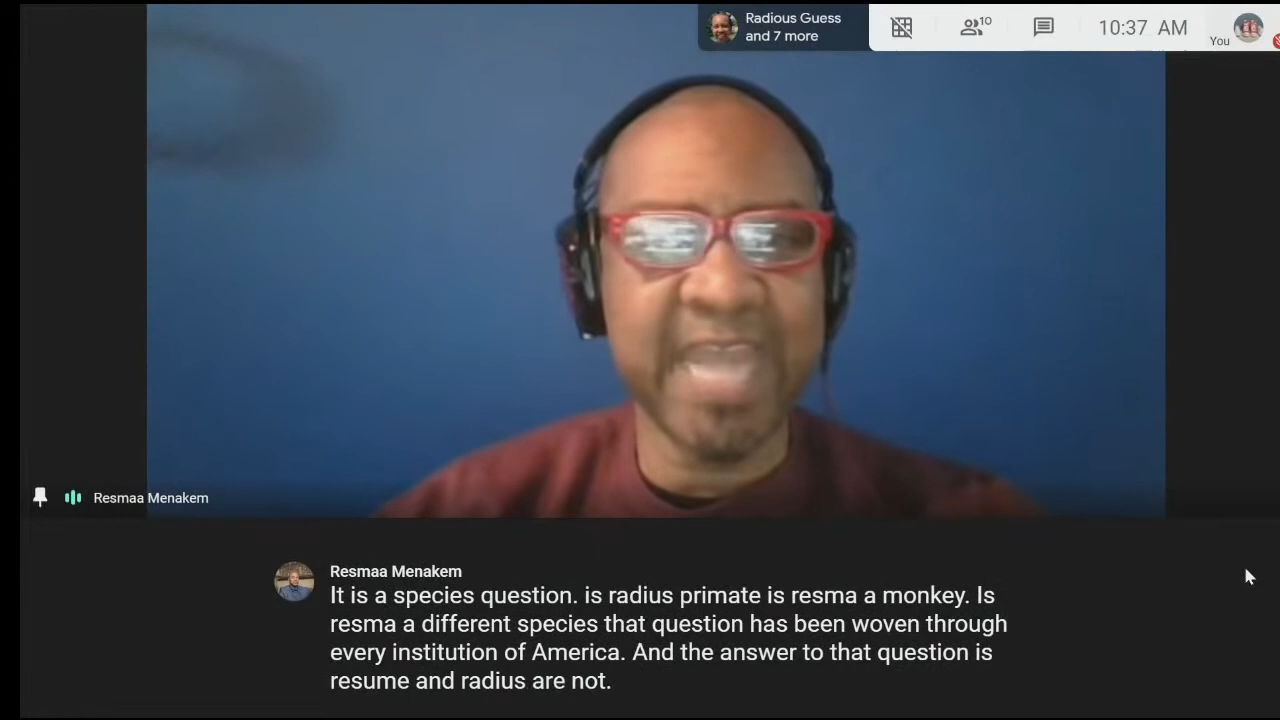 Radious Guess
and 7 more
10
10:37 AM
You
Resmaa Menakem
Resmaa Menakem
It is a species question. is radius primate is resma a monkey. Is
resma a different species that question has been woven through
every institution of America. And the answer to that question is
resume and radius are not.